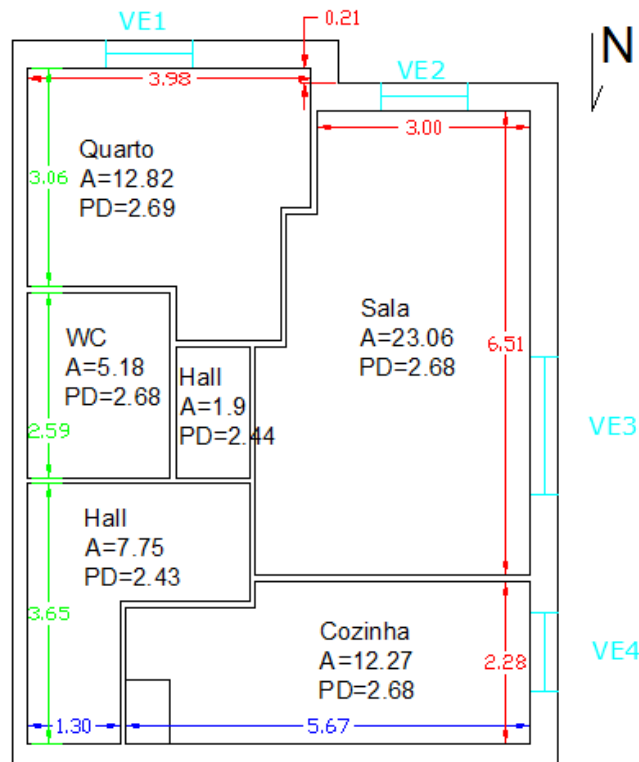 VE1
0.21
N
VE2
3.98
3.00
Quarto
A=12.82
PD=2.69
3.06
Sala
A=23.06
PD=2.68
6.51
WC
A=5.18
PD=2.68
Hall
A=1.9
PD=2.44
2.59
VE3
Hall
A=7.75
PD=2.43
3.65
Cozinha
A=12.27
PD=2.68
2.28
VE4
1.30
5.67